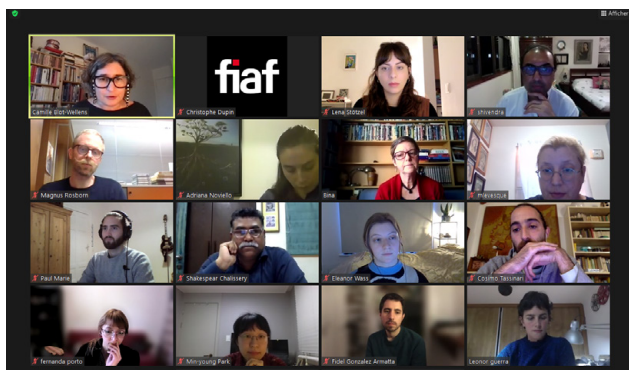 Afficher
Camille Blot-Wellens
fiaf
Christophe Dupin
Lena Stötzel
shivendra
Magnus Rosborn
Adriana Noviello
Bina
mlevesque
Paul Marie
Shakespear Chalissery
Eleanor Wass
Cosimo Tassinari
fernanda porto
Min-young Park
Fidel Gonzalez Armatta
Leonor guerra